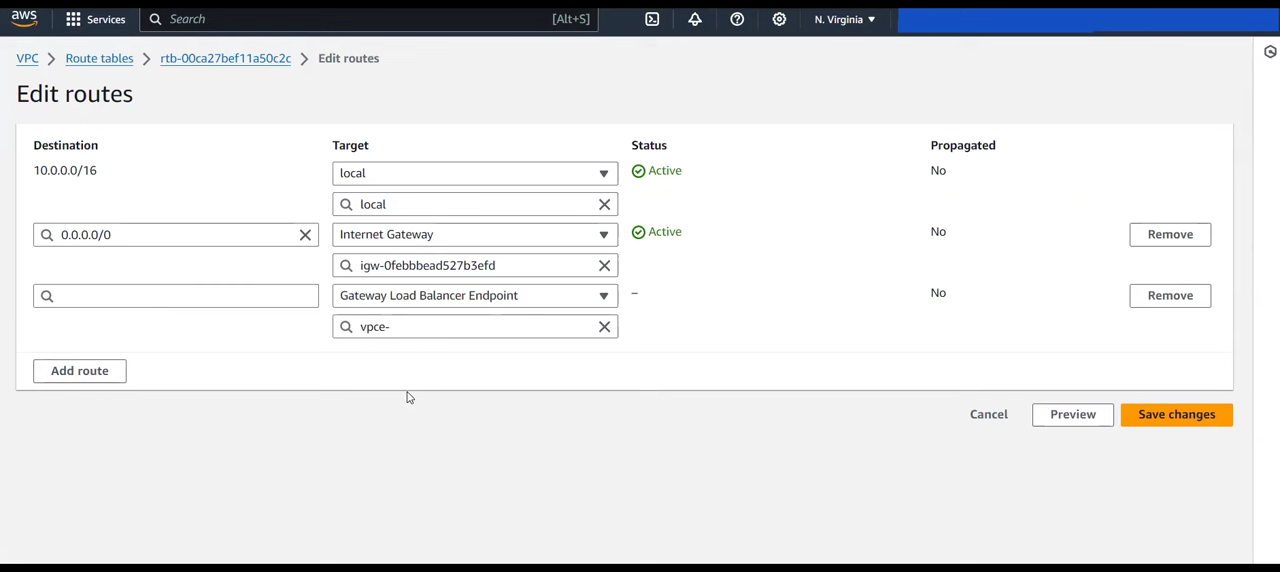 aws Services Search [Alt+S] N. Virginia
VPC Route tables rtb-00ca27bef11a50c2c Edit routes
Edit routes
Destination Target Status Propagated
10.0.0.0/16 local Active No
local
0.0.0.0/0 Internet Gateway Active No Remove
igw-0febbbead527b3efd
Gateway Load Balancer Endpoint – No Remove
vpce-
Add route
Cancel Preview Save changes